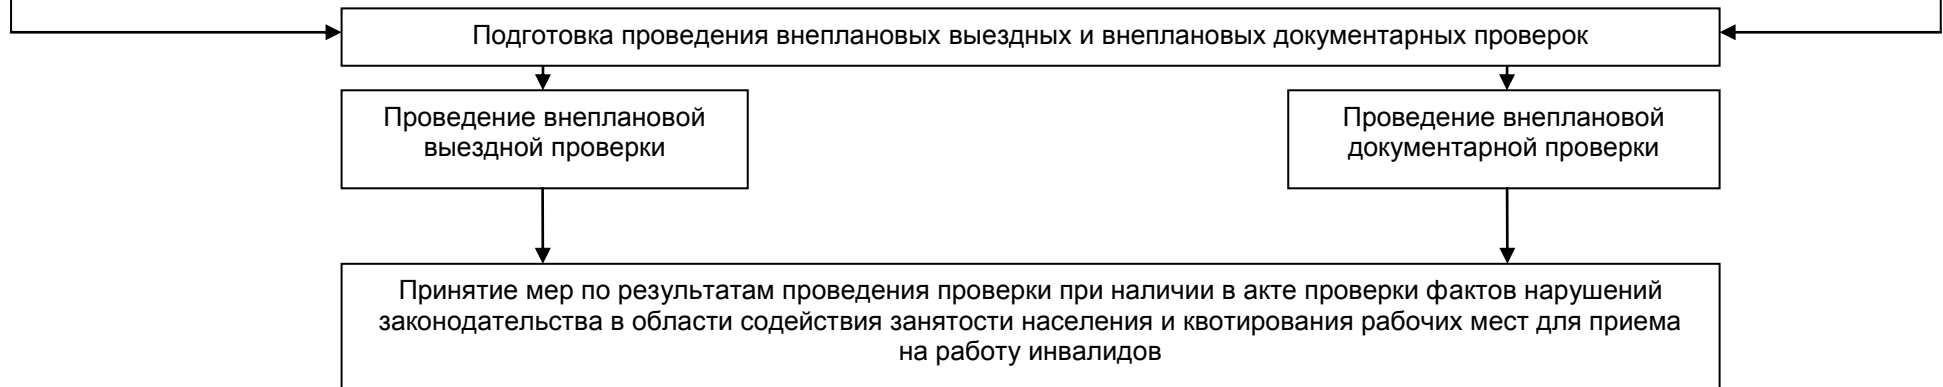 Подготовка проведения внеплановых выездных и внеплановых документарных проверок
Проведение внеплановой
выездной проверки
Проведение внеплановой
документарной проверки
Принятие мер по результатам проведения проверки при наличии в акте проверки фактов нарушений
законодательства в области содействия занятости населения и квотирования рабочих мест для приема
на работу инвалидов